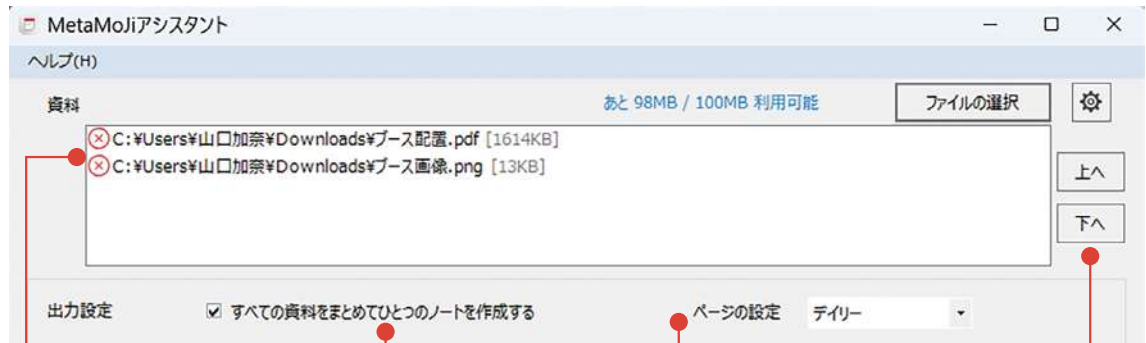 MetaMoJiアシスタント
ヘルプ(H)
資料 あと 98MB / 100MB 利用可能 ファイルの選択
C:¥Users¥山口加奈¥Downloads¥ブース配置.pdf [1614KB]
C:¥Users¥山口加奈¥Downloads¥ブース画像.png [13KB]
上へ
下へ
出力設定 すべての資料をまとめてひとつのノートを作成する ページの設定 デイリー